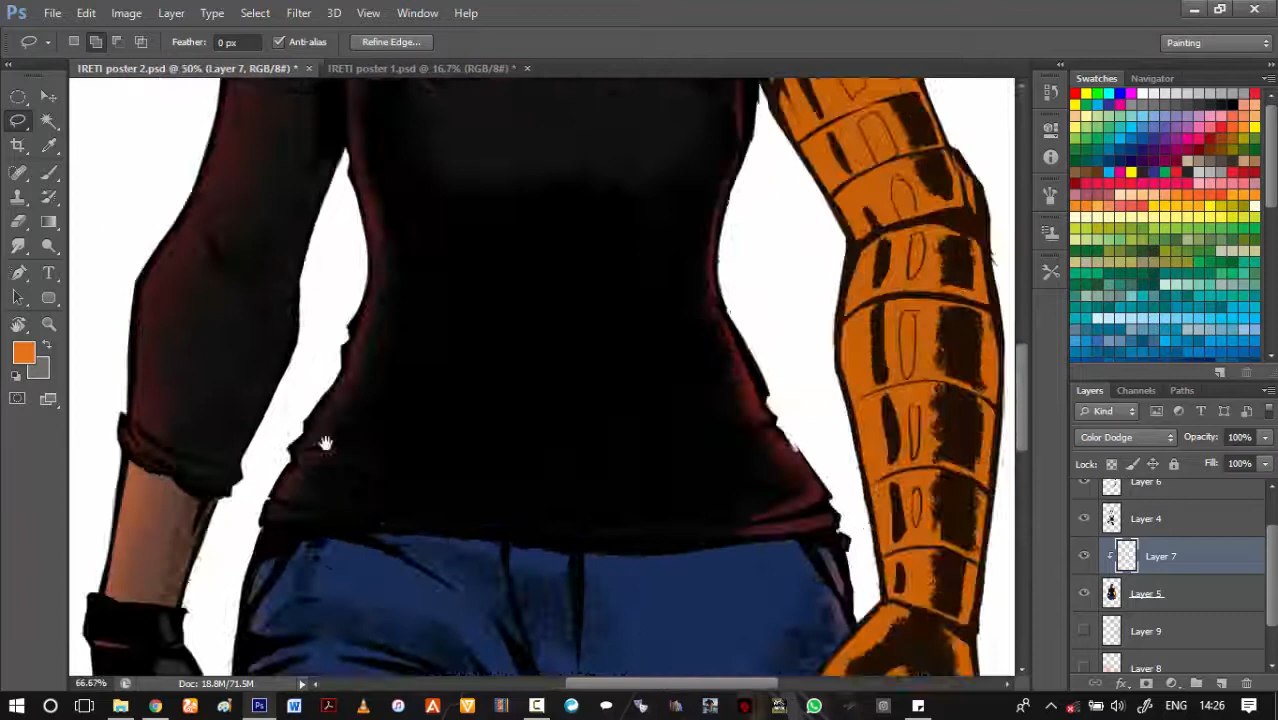 Ps File Edit Image Layer Type Select Filter 3D View Window Help
Feather: 0 px Anti-alias Refine Edge... Painting
IRETI poster 2.psd @ 50% (Layer 7, RGB/8#) * × IRETI poster 1.psd @ 16.7% (RGB/8#) * ×
Swatches Navigator
Layers Channels Paths
Kind
Color Dodge Opacity: 100%
Lock: Fill: 100%
Layer 6
Layer 4
Layer 7
Layer 5
Layer 9
Layer 8
66.67% Doc: 18.8M/71.5M
ENG 14:26